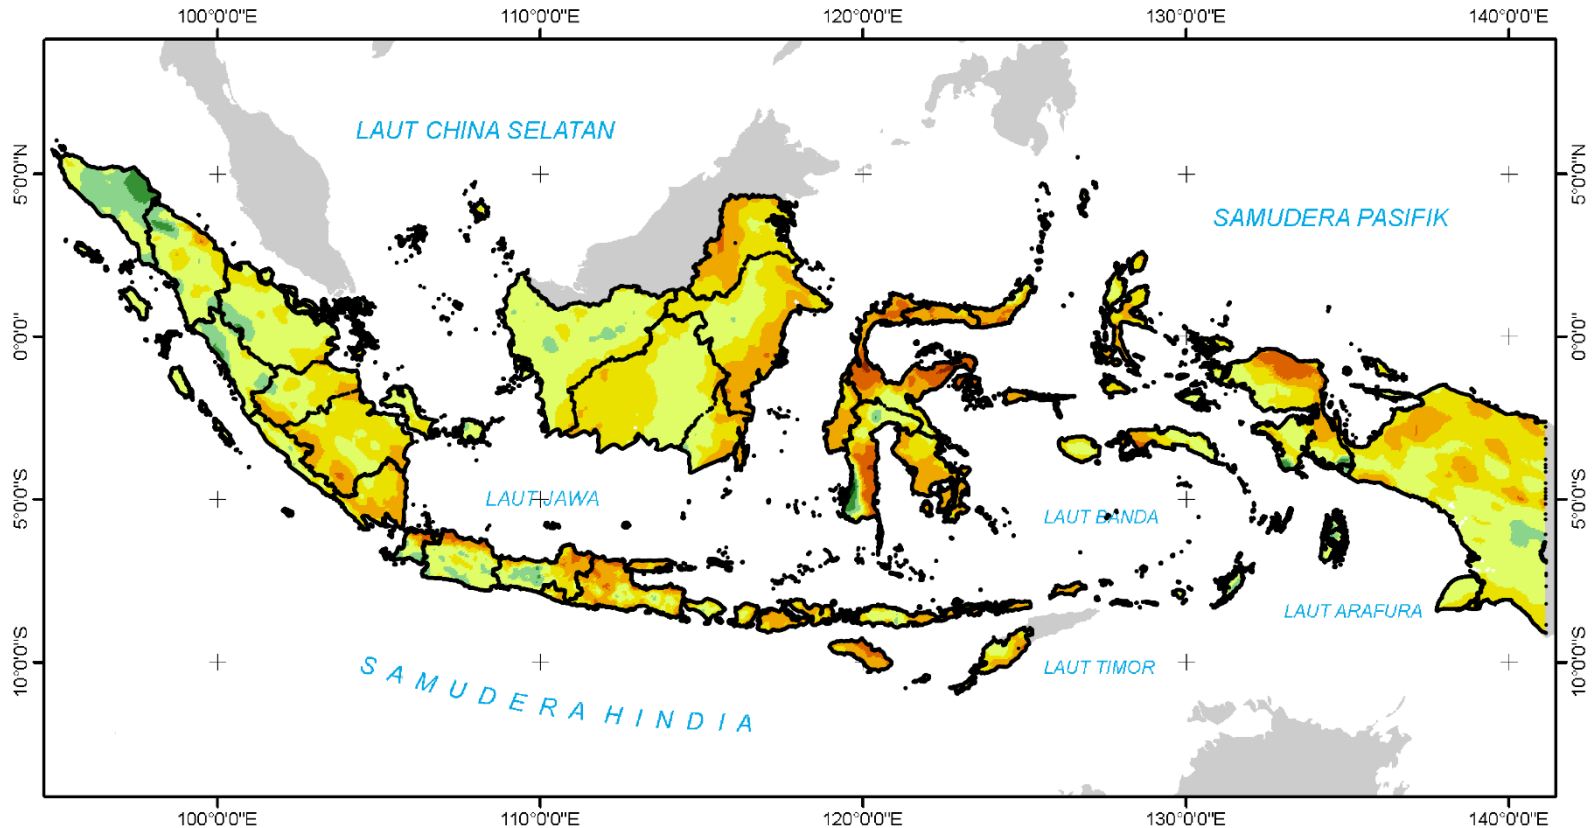 100°0'0"E 110°0'0"E 120°0'0"E 130°0'0"E 140°0'0"E
LAUT CHINA SELATAN
5°0'0"N 5°0'0"N
SAMUDERA PASIFIK
0°0'0" 0°0'0"
5°0'0"S LAUT JAWA 5°0'0"S
LAUT BANDA
LAUT ARAFURA
10°0'0"S LAUT TIMOR 10°0'0"S
SAMUDERA HINDIA
100°0'0"E 110°0'0"E 120°0'0"E 130°0'0"E 140°0'0"E